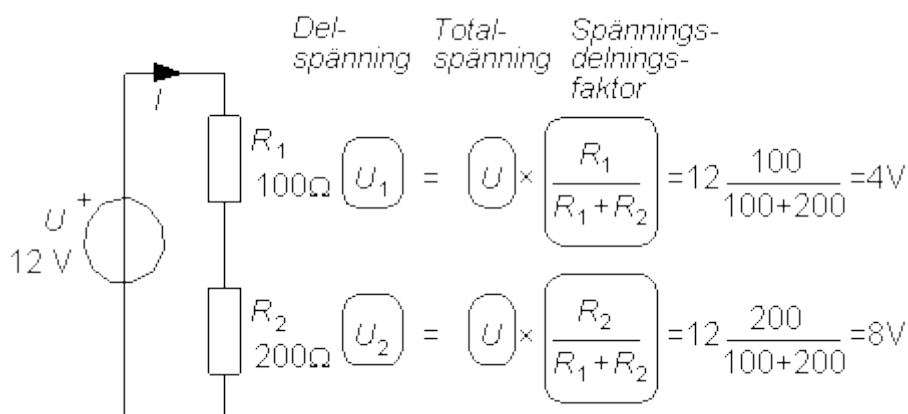 Del- Total- Spännings-
spänning spänning delnings-
faktor
I
R₁
100Ω U₁ = U × R₁ / (R₁+R₂) =12 100 / (100+200) =4V
U +
12 V
R₂
200Ω U₂ = U × R₂ / (R₁+R₂) =12 200 / (100+200) =8V